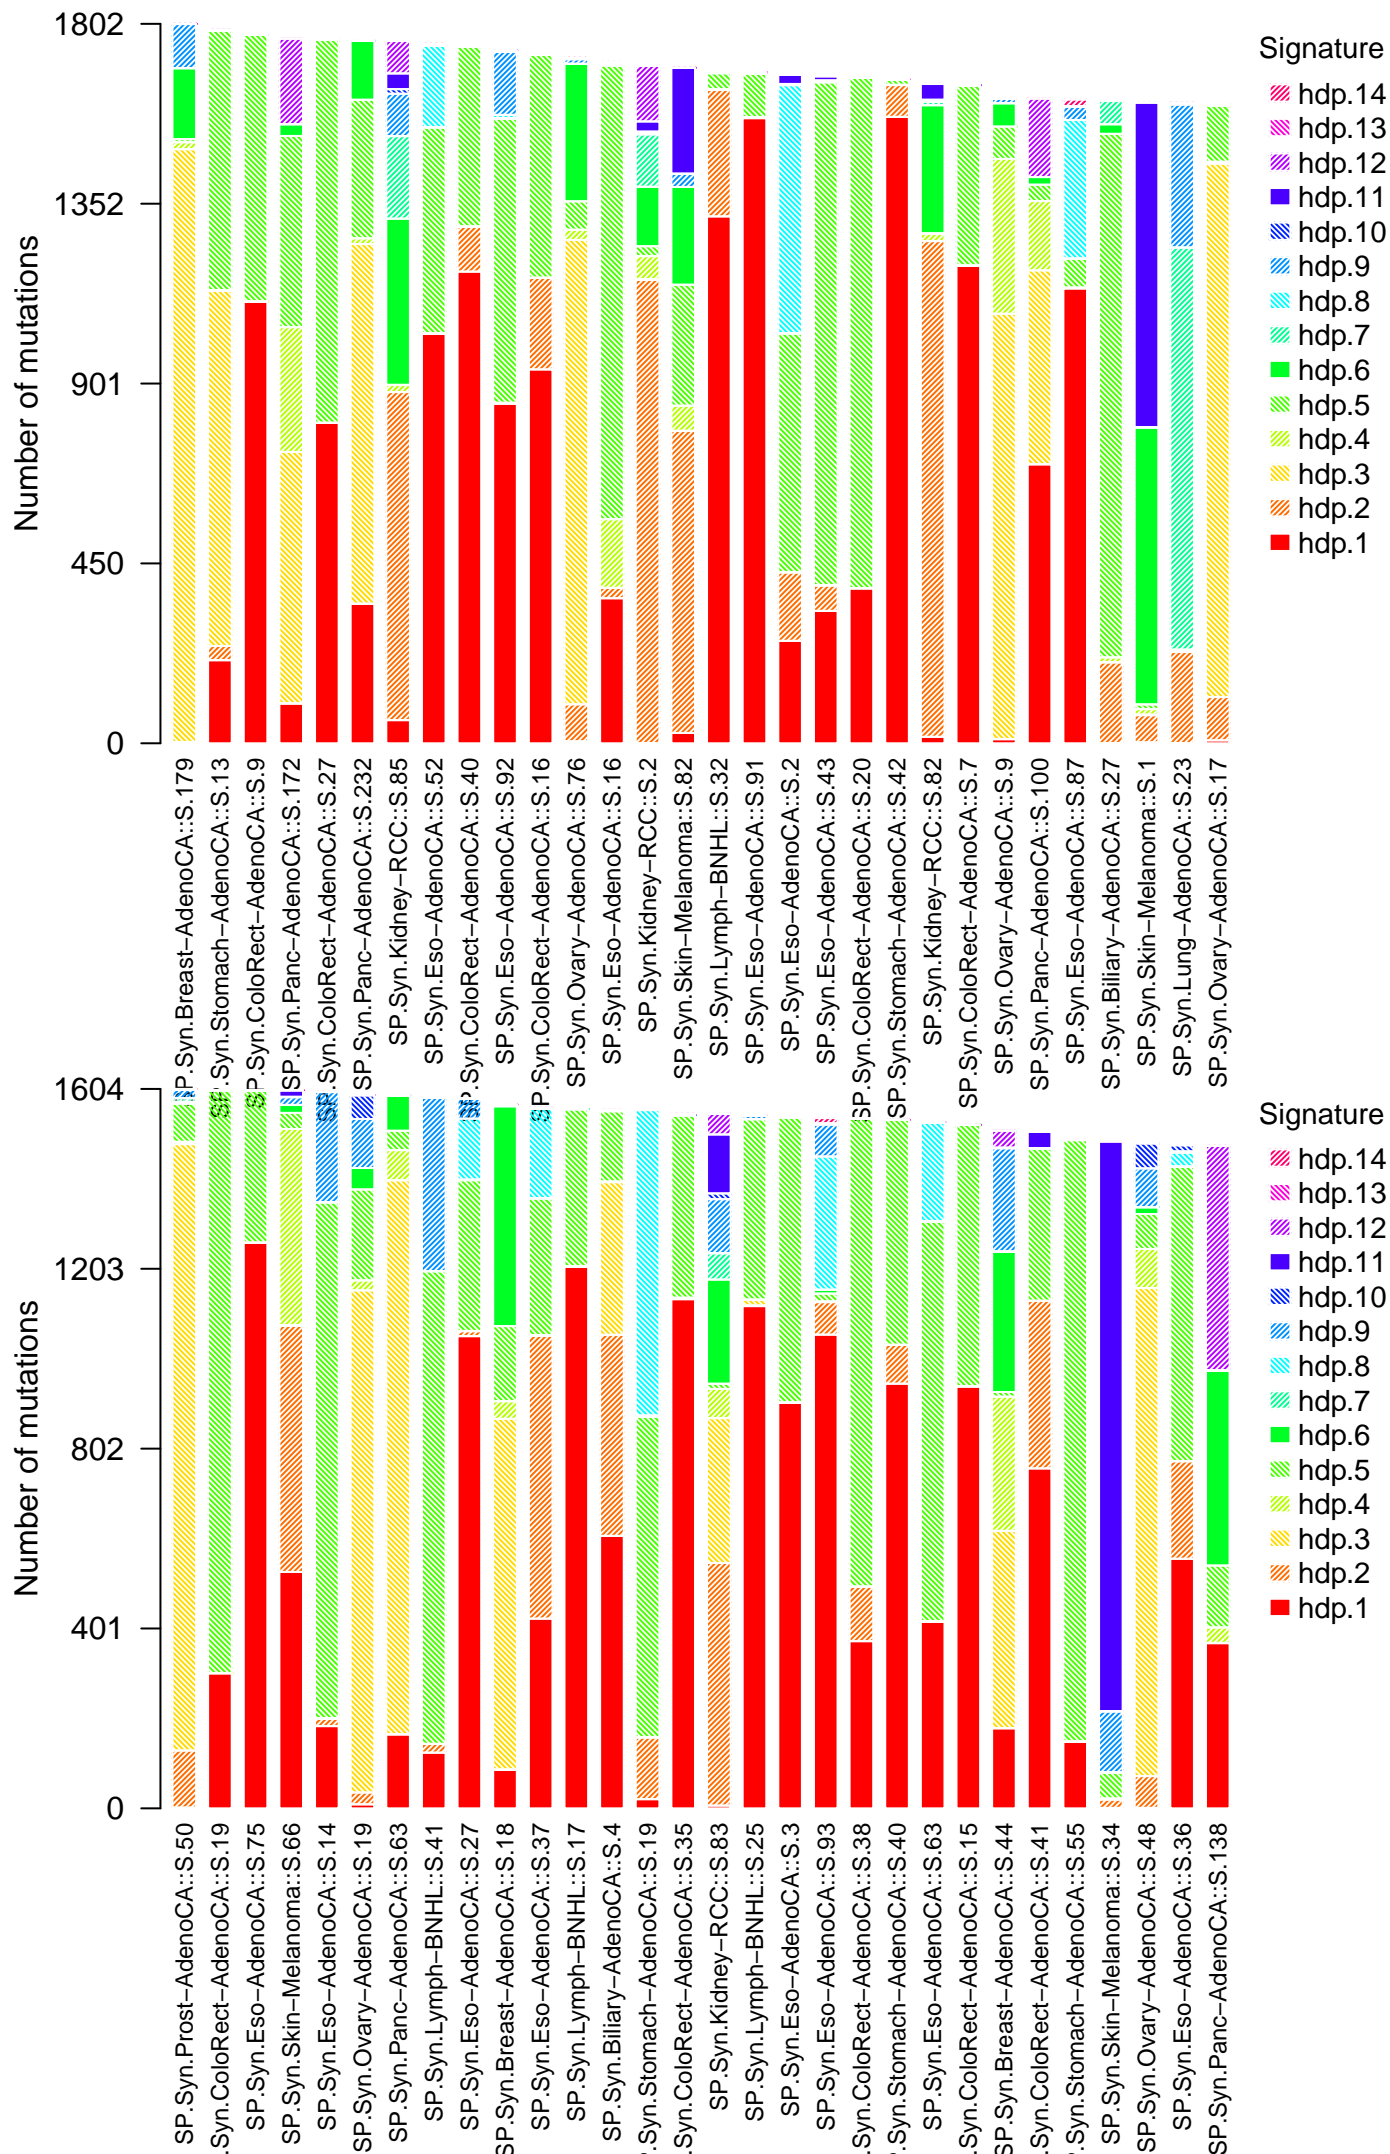 Number of mutations
1802
1352
901
450
0
SP.Syn.Breast−AdenoCA::S.179
SP.Syn.Stomach−AdenoCA::S.13
SP.Syn.ColoRect−AdenoCA::S.9
SP.Syn.Panc−AdenoCA::S.172
SP.Syn.ColoRect−AdenoCA::S.27
SP.Syn.Panc−AdenoCA::S.232
SP.Syn.Kidney−RCC::S.85
SP.Syn.Eso−AdenoCA::S.52
SP.Syn.ColoRect−AdenoCA::S.40
SP.Syn.Eso−AdenoCA::S.92
SP.Syn.ColoRect−AdenoCA::S.16
SP.Syn.Ovary−AdenoCA::S.76
SP.Syn.Eso−AdenoCA::S.16
SP.Syn.Kidney−RCC::S.2
SP.Syn.Skin−Melanoma::S.82
SP.Syn.Lymph−BNHL::S.32
SP.Syn.Eso−AdenoCA::S.91
SP.Syn.Eso−AdenoCA::S.2
SP.Syn.Eso−AdenoCA::S.43
SP.Syn.ColoRect−AdenoCA::S.20
SP.Syn.Stomach−AdenoCA::S.42
SP.Syn.Kidney−RCC::S.82
SP.Syn.ColoRect−AdenoCA::S.7
SP.Syn.Ovary−AdenoCA::S.9
SP.Syn.Panc−AdenoCA::S.100
SP.Syn.Eso−AdenoCA::S.87
SP.Syn.Biliary−AdenoCA::S.27
SP.Syn.Skin−Melanoma::S.1
SP.Syn.Lung−AdenoCA::S.23
SP.Syn.Ovary−AdenoCA::S.17
Signature
hdp.14
hdp.13
hdp.12
hdp.11
hdp.10
hdp.9
hdp.8
hdp.7
hdp.6
hdp.5
hdp.4
hdp.3
hdp.2
hdp.1
Number of mutations
1604
1203
802
401
0
SP.Syn.Prost−AdenoCA::S.50
.Syn.ColoRect−AdenoCA::S.19
SP.Syn.Eso−AdenoCA::S.75
SP.Syn.Skin−Melanoma::S.66
SP.Syn.Eso−AdenoCA::S.14
SP.Syn.Ovary−AdenoCA::S.19
SP.Syn.Panc−AdenoCA::S.63
SP.Syn.Lymph−BNHL::S.41
SP.Syn.Eso−AdenoCA::S.27
SP.Syn.Breast−AdenoCA::S.18
SP.Syn.Eso−AdenoCA::S.37
SP.Syn.Lymph−BNHL::S.17
SP.Syn.Biliary−AdenoCA::S.4
P.Syn.Stomach−AdenoCA::S.19
.Syn.ColoRect−AdenoCA::S.35
SP.Syn.Kidney−RCC::S.83
SP.Syn.Lymph−BNHL::S.25
SP.Syn.Eso−AdenoCA::S.3
SP.Syn.Eso−AdenoCA::S.93
.Syn.ColoRect−AdenoCA::S.38
P.Syn.Stomach−AdenoCA::S.40
SP.Syn.Eso−AdenoCA::S.63
.Syn.ColoRect−AdenoCA::S.15
SP.Syn.Breast−AdenoCA::S.44
.Syn.ColoRect−AdenoCA::S.41
P.Syn.Stomach−AdenoCA::S.55
SP.Syn.Skin−Melanoma::S.34
SP.Syn.Ovary−AdenoCA::S.48
SP.Syn.Eso−AdenoCA::S.36
SP.Syn.Panc−AdenoCA::S.138
Signature
hdp.14
hdp.13
hdp.12
hdp.11
hdp.10
hdp.9
hdp.8
hdp.7
hdp.6
hdp.5
hdp.4
hdp.3
hdp.2
hdp.1